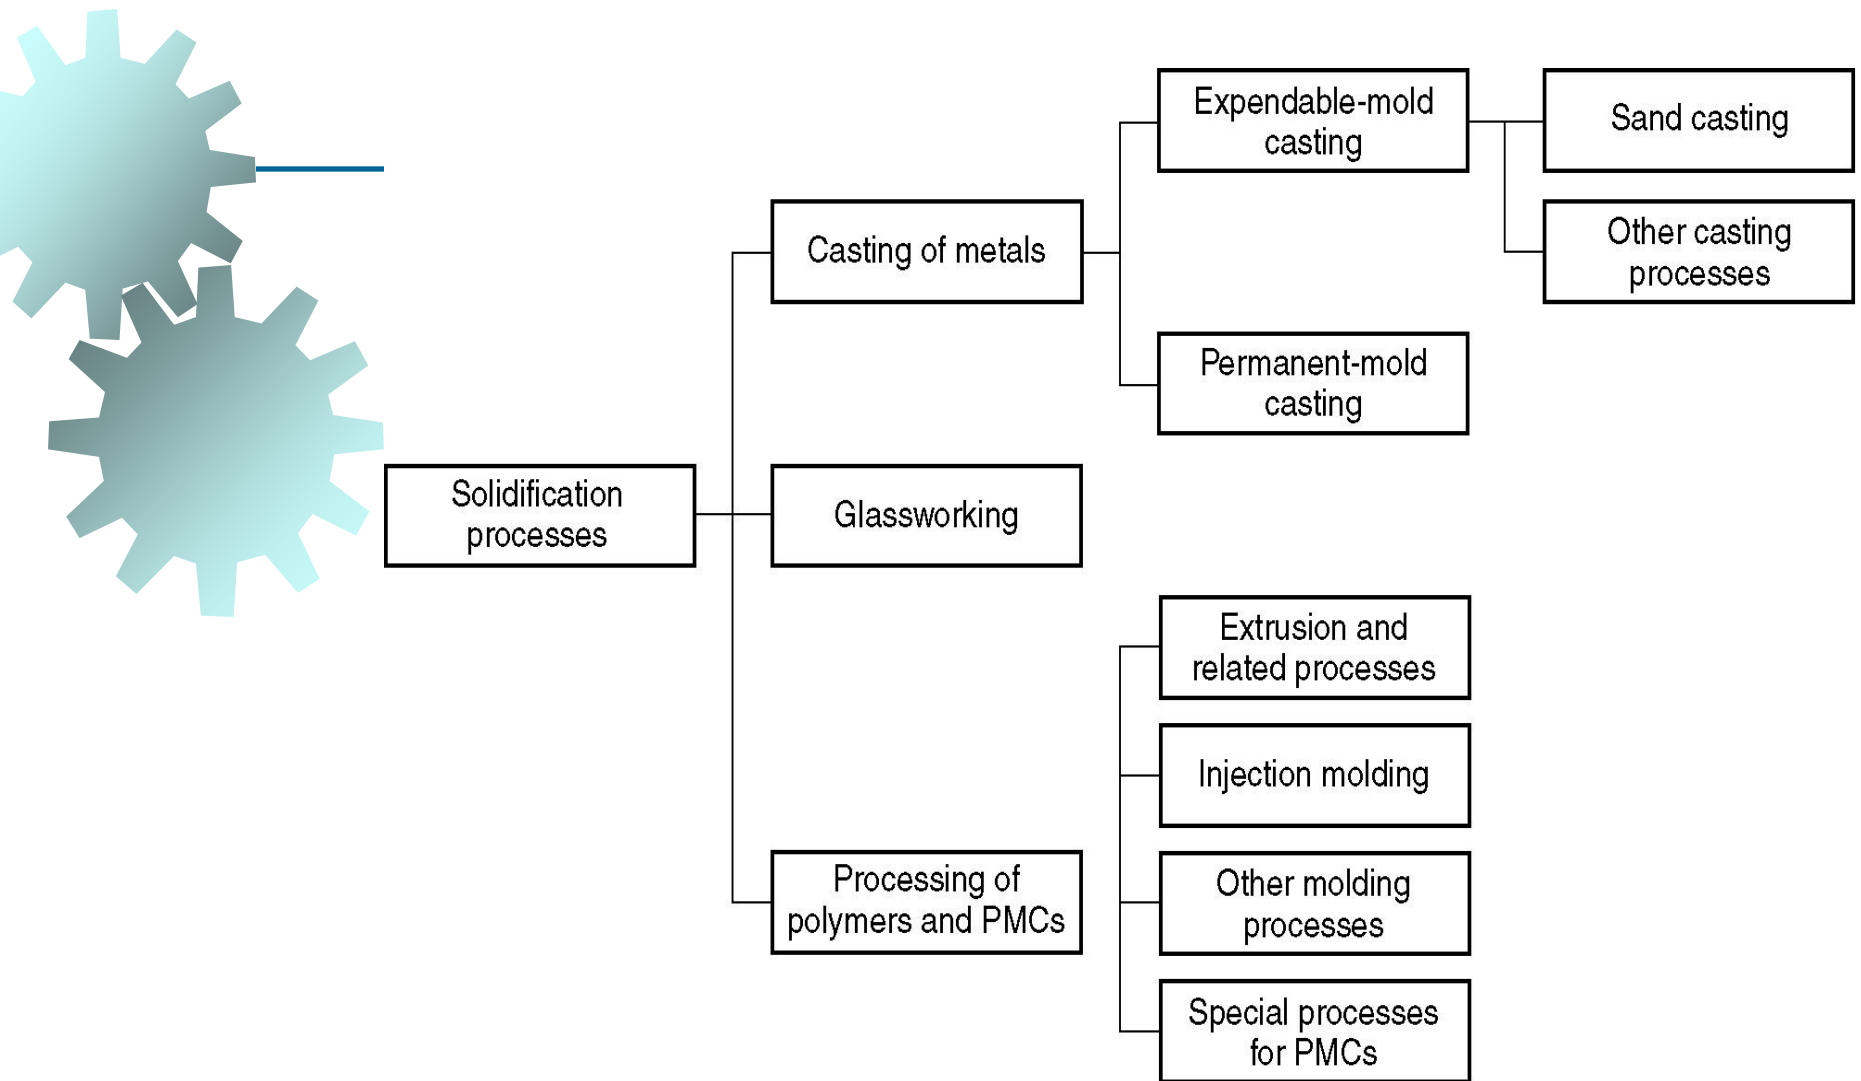 Solidification
processes
Casting of metals
Expendable-mold
casting
Sand casting
Other casting
processes
Permanent-mold
casting
Glassworking
Processing of
polymers and PMCs
Extrusion and
related processes
Injection molding
Other molding
processes
Special processes
for PMCs